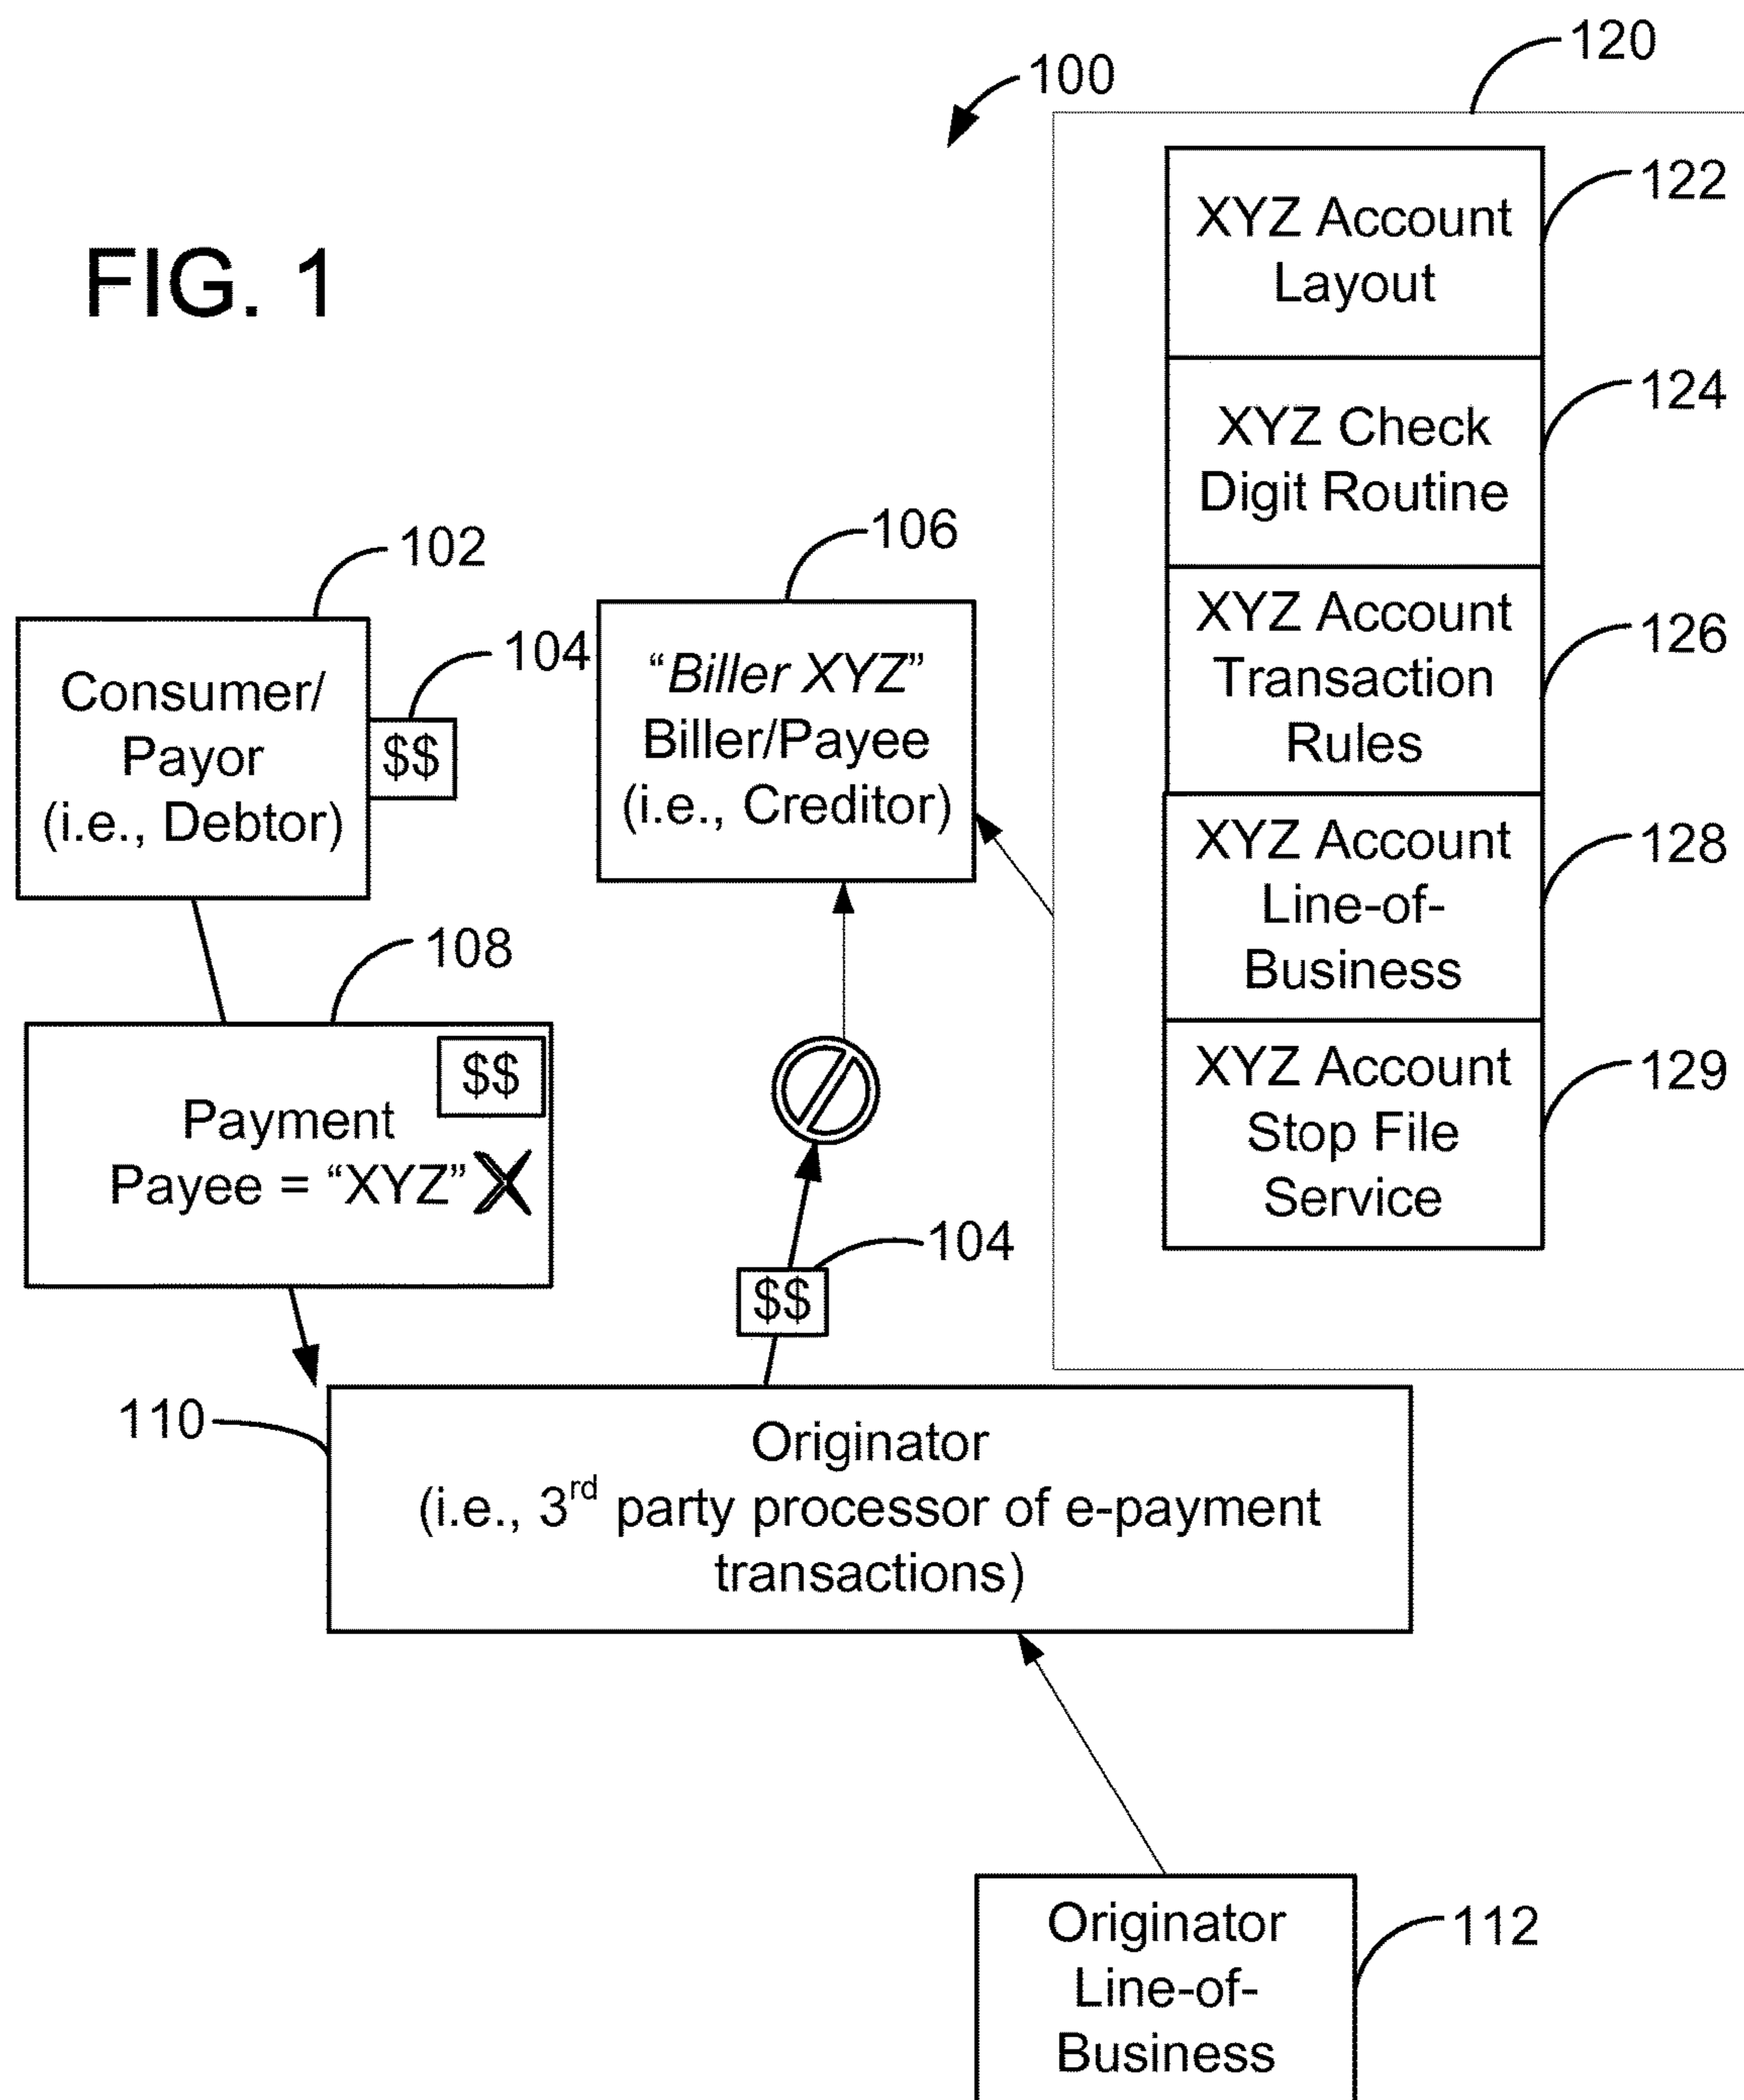 FIG. 1
100
120
XYZ Account
Layout
122
XYZ Check
Digit Routine
124
XYZ Account
Transaction
Rules
126
XYZ Account
Line-of-
Business
128
XYZ Account
Stop File
Service
129
102
Consumer/
Payor
(i.e., Debtor)
104
$$
106
“Biller XYZ”
Biller/Payee
(i.e., Creditor)
108
$$
Payment
Payee = “XYZ” X
104
$$
110
Originator
(i.e., 3rd party processor of e-payment
transactions)
Originator
Line-of-
Business
112